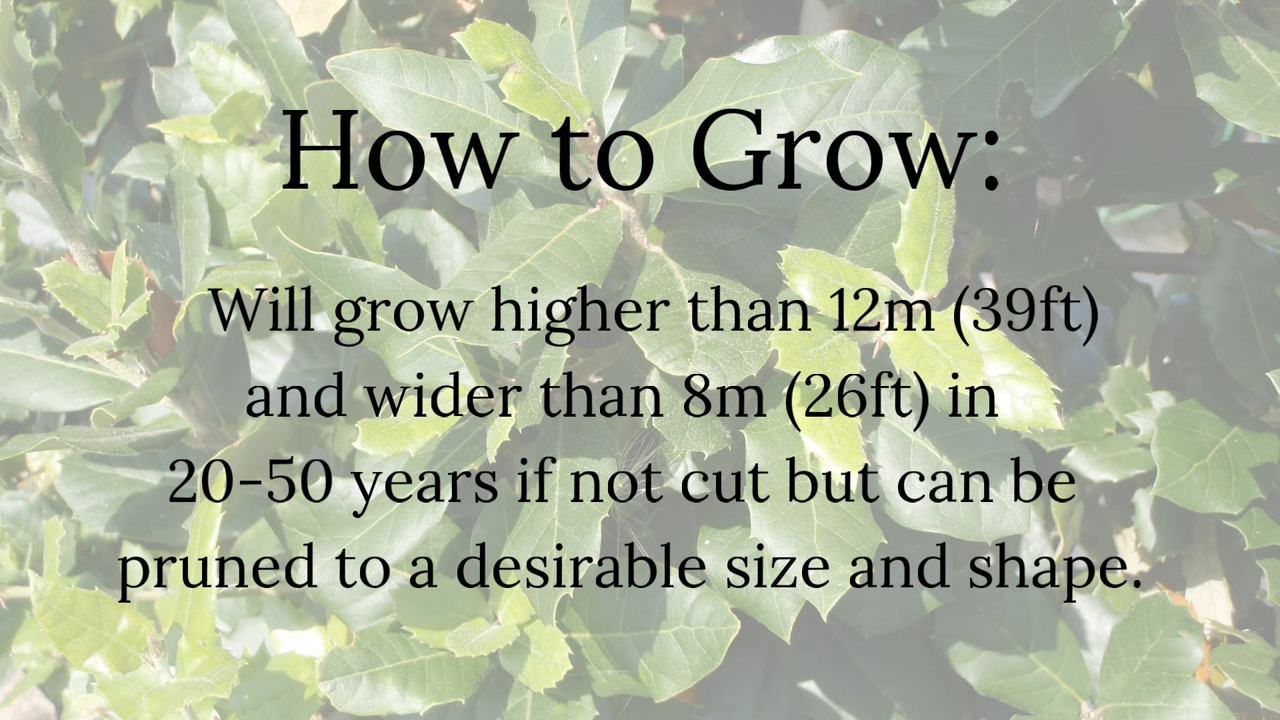 How to Grow:
Will grow higher than 12m (39ft)
and wider than 8m (26ft) in
20-50 years if not cut but can be
pruned to a desirable size and shape.